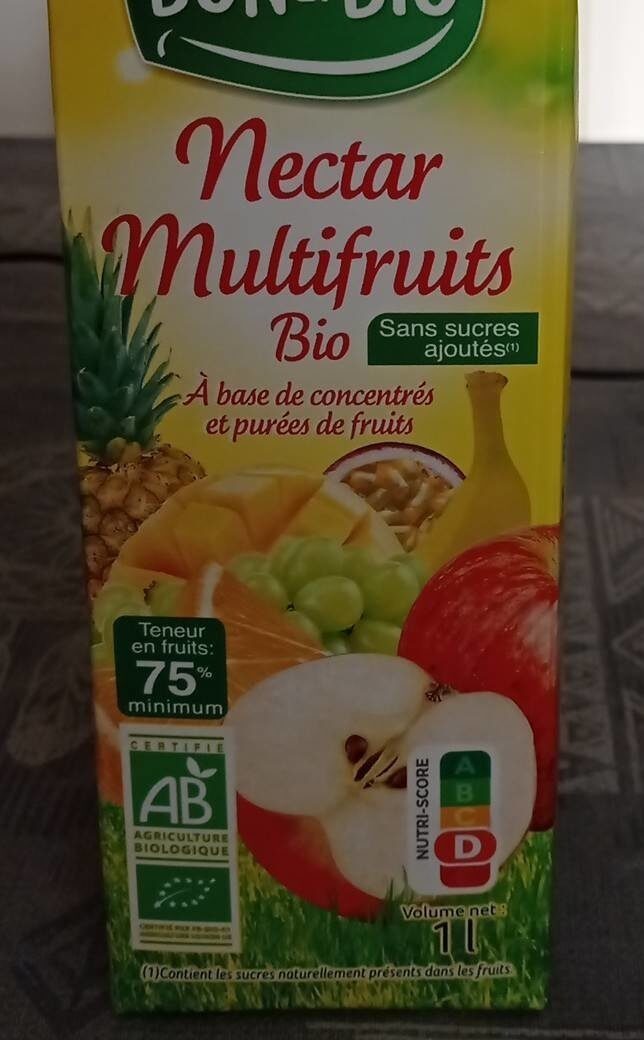 Nectar
Multifruits
Bio
Sans sucres
ajoutés(1)
À base de concentrés
et purées de fruits
Teneur
en fruits:
75%
minimum
CERTIFIÉ
AB
AGRICULTURE
BIOLOGIQUE
NUTRI-SCORE
A
B
C
D
Volume net :
1 l
(1)Contient les sucres naturellement présents dans les fruits.